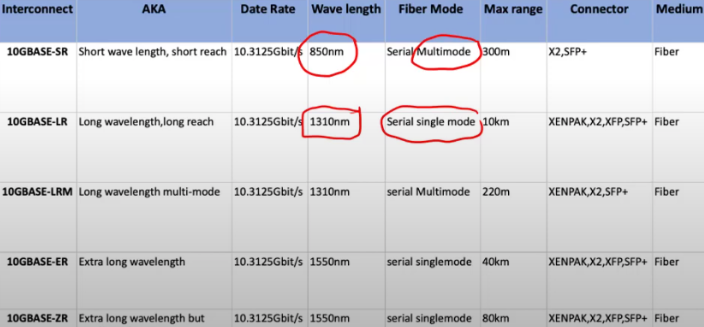 Interconnect AKA Date Rate Wave length Fiber Mode Max range Connector Medium
10GBASE-SR Short wave length, short reach 10.3125Gbit/s 850nm Serial Multimode 300m X2,SFP+ Fiber
10GBASE-LR Long wavelength,long reach 10.3125Gbit/s 1310nm Serial single mode 10km XENPAK,X2,XFP,SFP+ Fiber
10GBASE-LRM Long wavelength multi-mode 10.3125Gbit/s 1310nm serial Multimode 220m XENPAK,X2,SFP+ Fiber
10GBASE-ER Extra long wavelength 10.3125Gbit/s 1550nm serial singlemode 40km XENPAK,X2,XFP,SFP+ Fiber
10GBASE-ZR Extra long wavelength but 10.3125Gbit/s 1550nm serial singlemode 80km XENPAK,X2,XFP,SFP+ Fiber